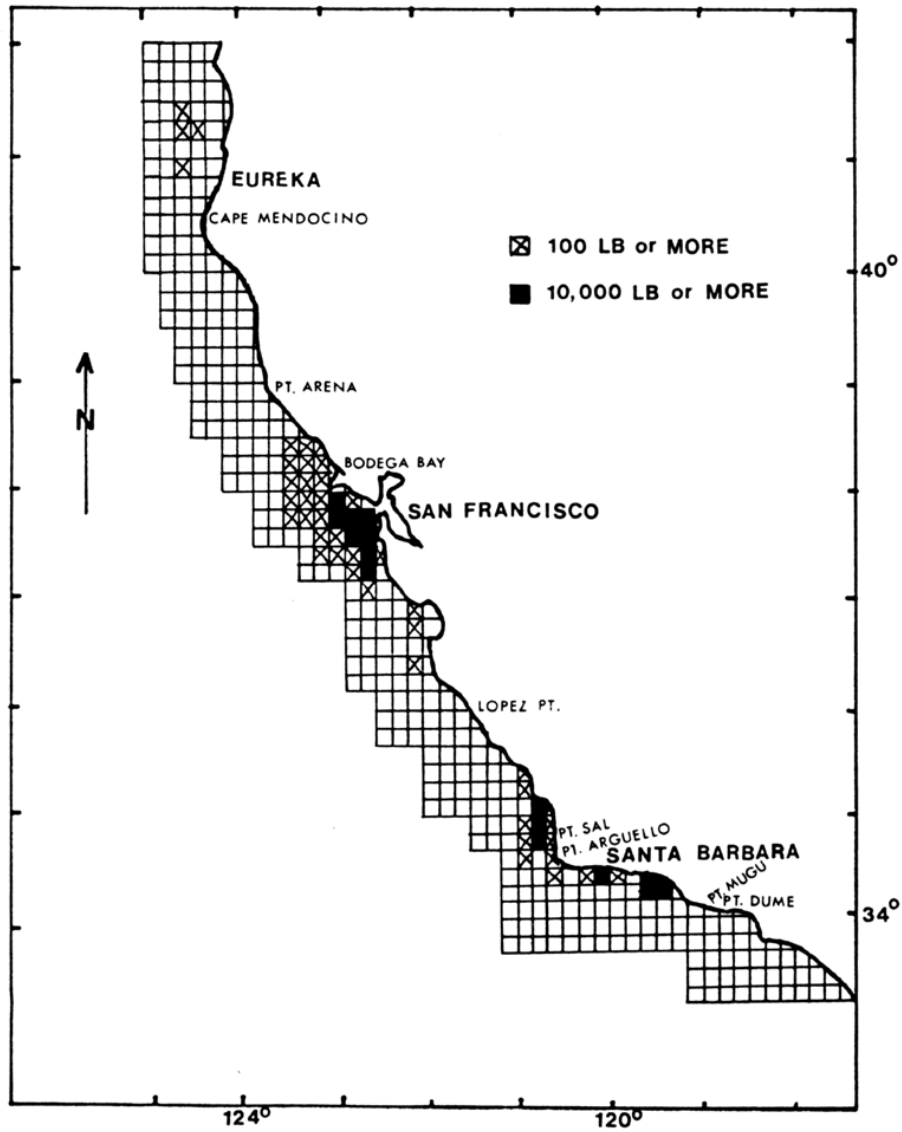 EUREKA
CAPE MENDOCINO
100 LB or MORE
10,000 LB or MORE
40°
N
PT. ARENA
BODEGA BAY
SAN FRANCISCO
LOPEZ PT.
PT. SAL
PT. ARGUELLO
SANTA BARBARA
PT. MUGU
PT. DUME
34°
124°
120°